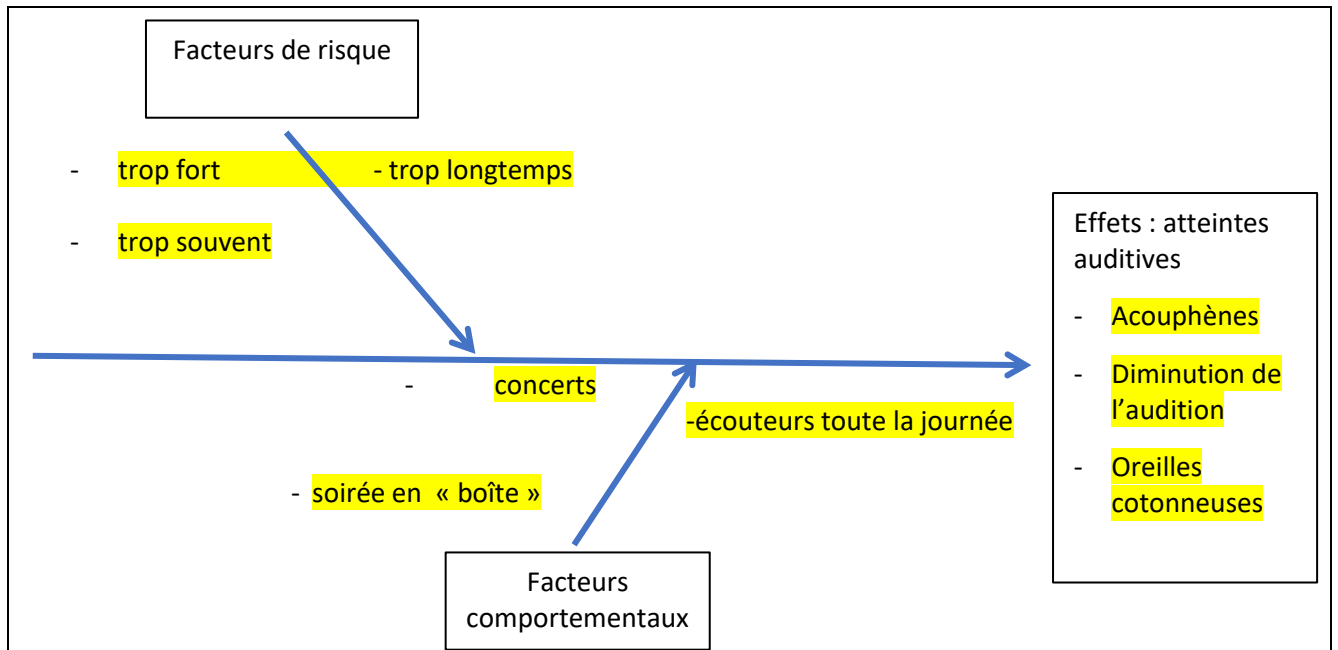 Facteurs de risque
- trop fort - trop longtemps
- trop souvent
Effets : atteintes
auditives
- Acouphènes
- Diminution de
l’audition
- Oreilles
cotonneuses
- concerts
-écouteurs toute la journée
- soirée en « boîte »
Facteurs
comportementaux